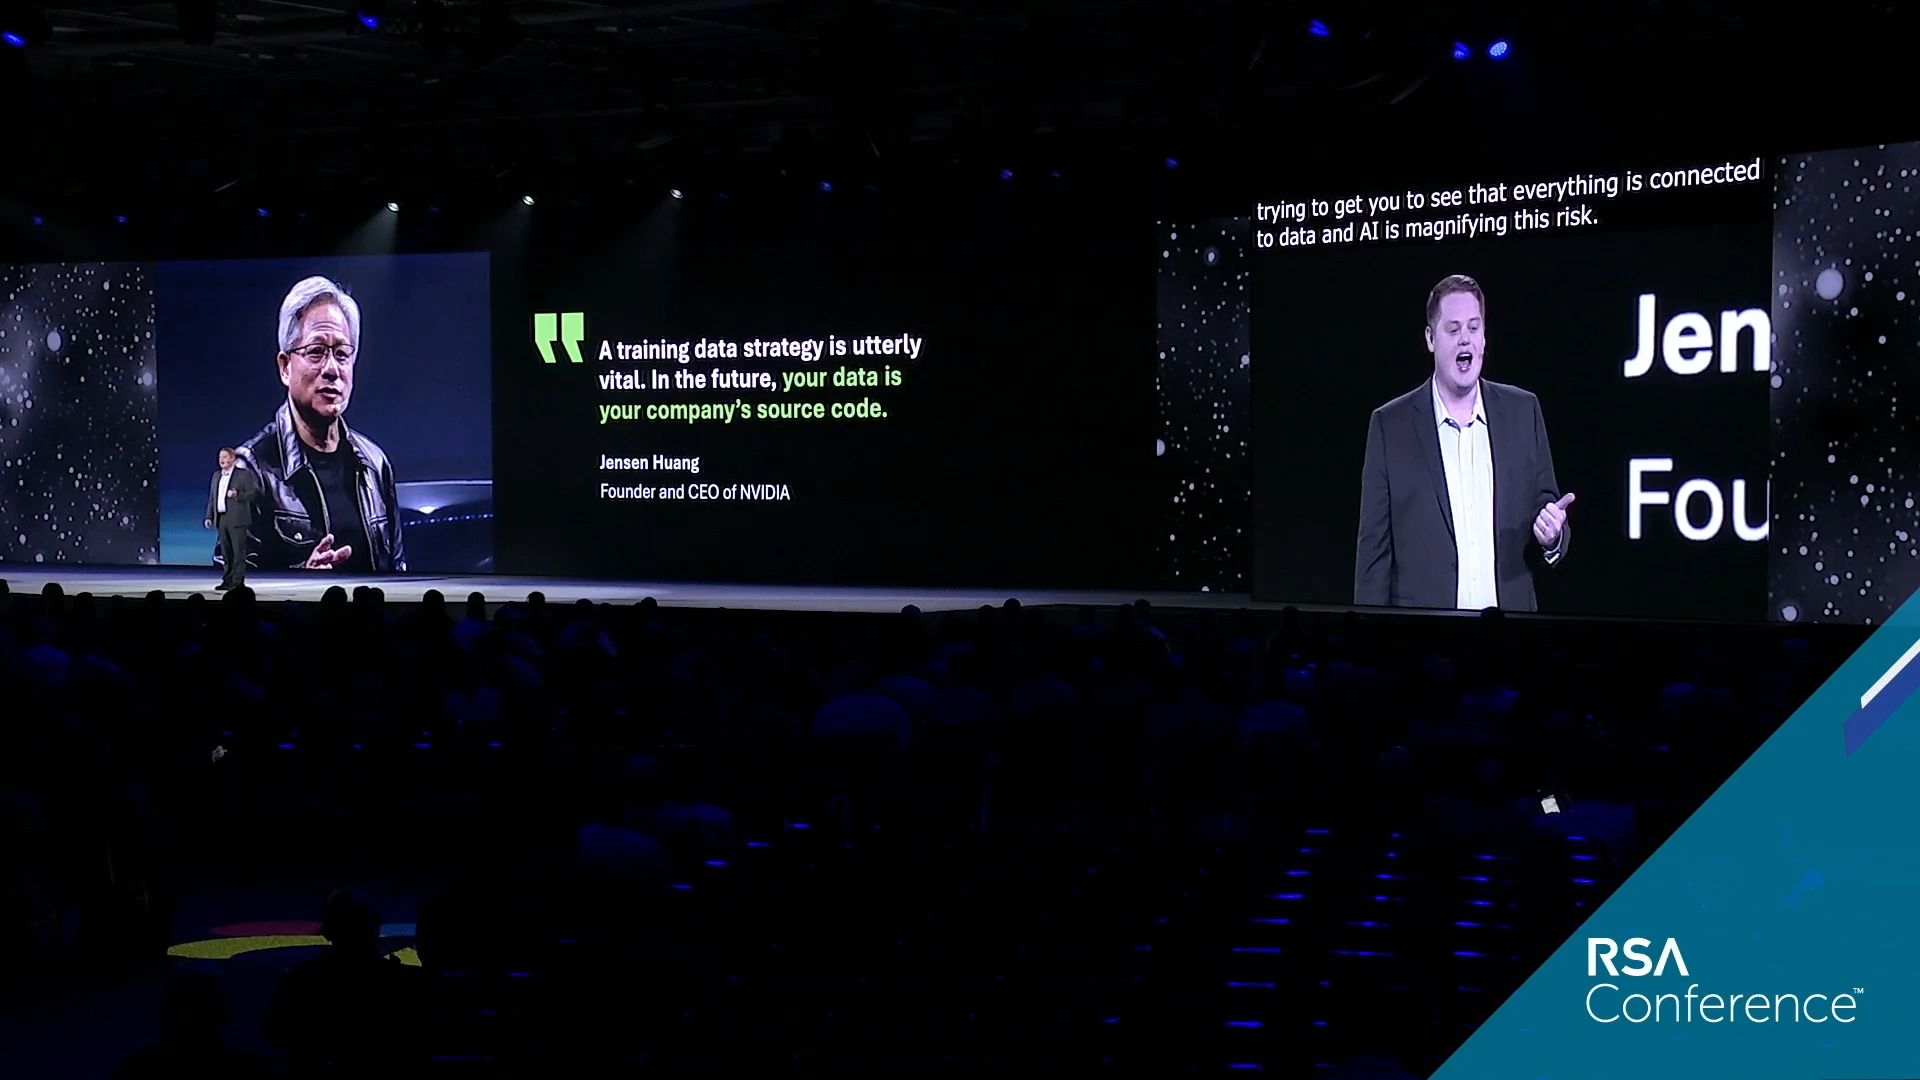 trying to get you to see that everything is connected
to data and AI is magnifying this risk.
A training data strategy is utterly
vital. In the future, your data is
your company's source code.
Jensen Huang
Founder and CEO of NVIDIA
Jen
Fou
RSA
Conference™